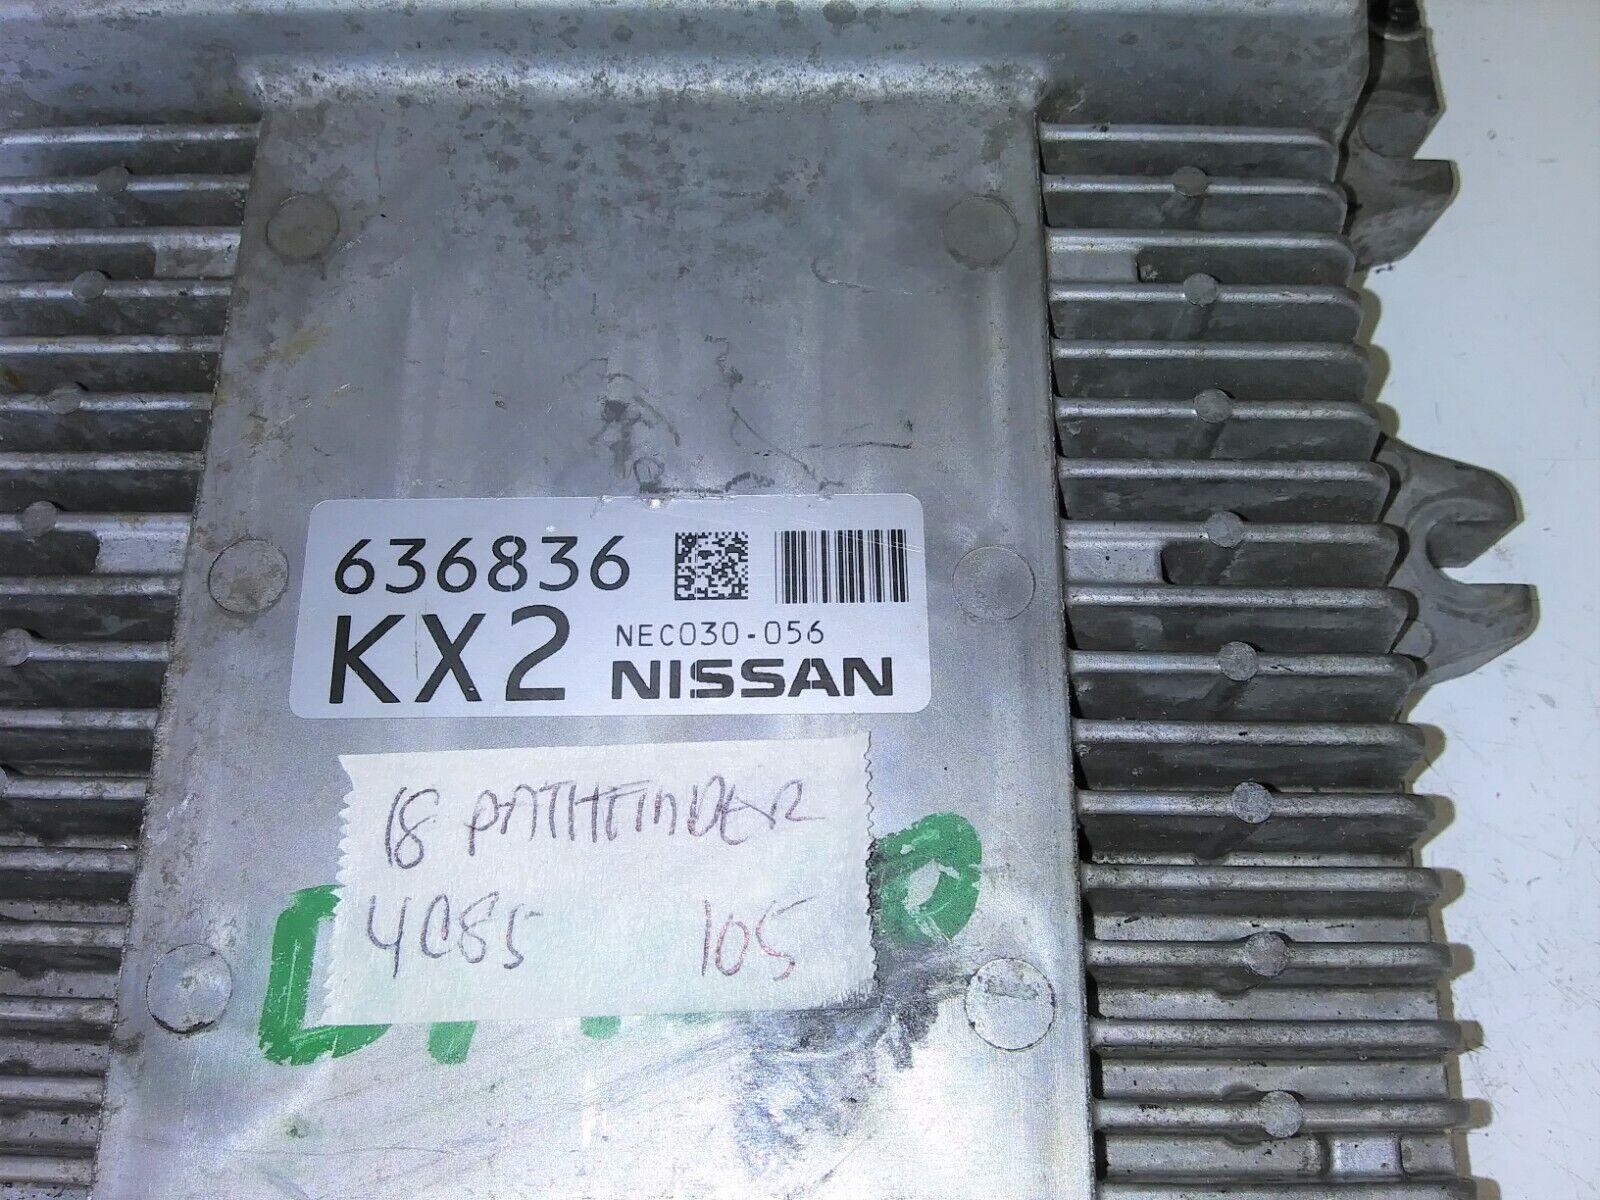 636836
KX2
NEC030-056
NISSAN
18 PATHFINDER
4C85 105